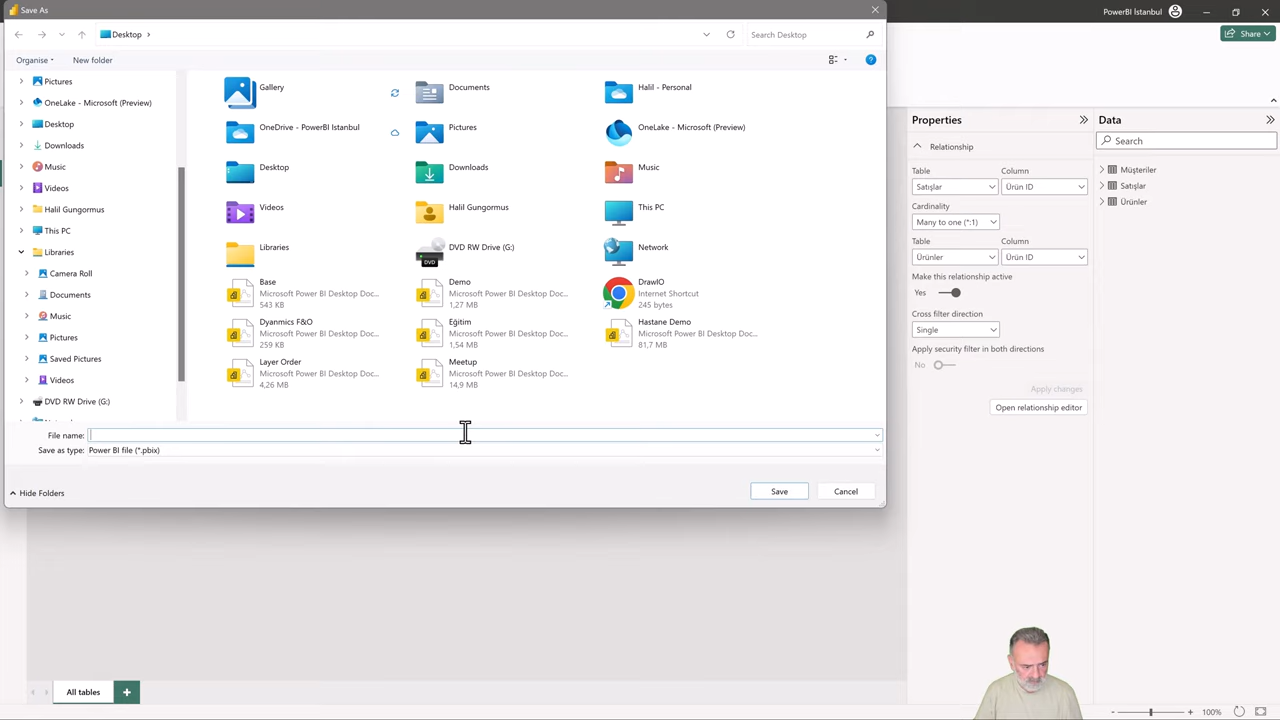 Save As
PowerBI Istanbul
Share
Desktop
Search Desktop
Organise
New folder
Pictures
OneLake - Microsoft (Preview)
Desktop
Downloads
Music
Videos
Halil Gungormus
This PC
Libraries
Camera Roll
Documents
Music
Pictures
Saved Pictures
Videos
DVD RW Drive (G:)
Gallery
Documents
Halil - Personal
OneDrive - PowerBI Istanbul
Pictures
OneLake - Microsoft (Preview)
Desktop
Downloads
Music
Videos
Halil Gungormus
This PC
Libraries
DVD RW Drive (G:)
DVD
Network
Base
Microsoft Power BI Desktop Doc...
543 KB
Demo
Microsoft Power BI Desktop Doc...
1,27 MB
DrawIO
Internet Shortcut
245 bytes
Dyanmics F&O
Microsoft Power BI Desktop Doc...
259 KB
Eğitim
Microsoft Power BI Desktop Doc...
1,54 MB
Hastane Demo
Microsoft Power BI Desktop Doc...
81,7 MB
Layer Order
Microsoft Power BI Desktop Doc...
4,26 MB
Meetup
Microsoft Power BI Desktop Doc...
14,9 MB
File name:
Save as type: Power BI file (*.pbix)
Hide Folders
Save
Cancel
Properties
Relationship
Table
Column
Satışlar
Ürün ID
Cardinality
Many to one (*:1)
Table
Column
Ürünler
Ürün ID
Make this relationship active
Yes
Cross filter direction
Single
Apply security filter in both directions
No
Apply changes
Open relationship editor
Data
Search
Müşteriler
Satışlar
Ürünler
All tables
100%